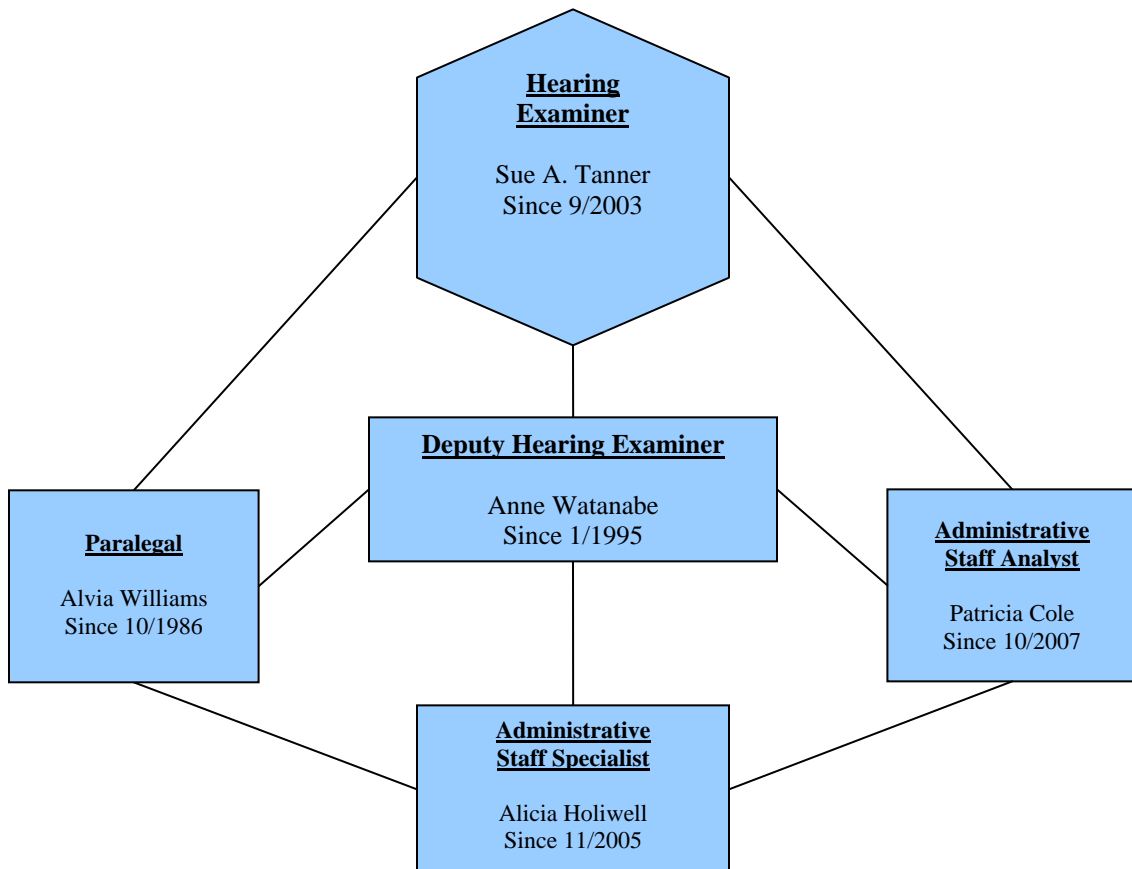 Hearing
Examiner
Sue A. Tanner
Since 9/2003
Deputy Hearing Examiner
Anne Watanabe
Since 1/1995
Paralegal
Alvia Williams
Since 10/1986
Administrative
Staff Analyst
Patricia Cole
Since 10/2007
Administrative
Staff Specialist
Alicia Holiwell
Since 11/2005